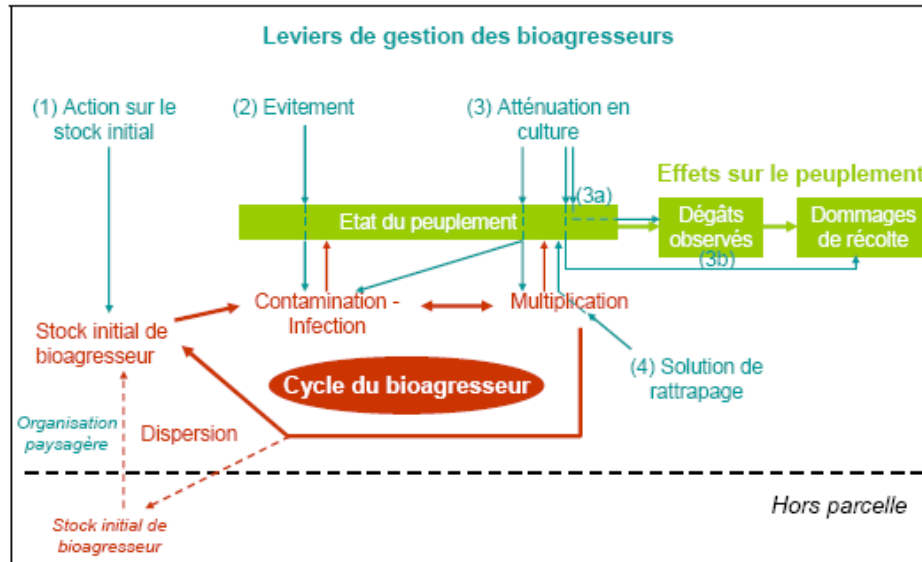 Leviers de gestion des bioagresseurs
(1) Action sur le
stock initial
(2) Evitement
(3) Atténuation en
culture
Effets sur le peuplement
(3a)
Etat du peuplement
Dégâts
observés
Dommages
de récolte
(3b)
Contamination -
Infection
Multiplication
Stock initial de
bioagresseur
(4) Solution de
rattrapage
Cycle du bioagresseur
Organisation
paysagère
Dispersion
Hors parcelle
Stock initial de
bioagresseur